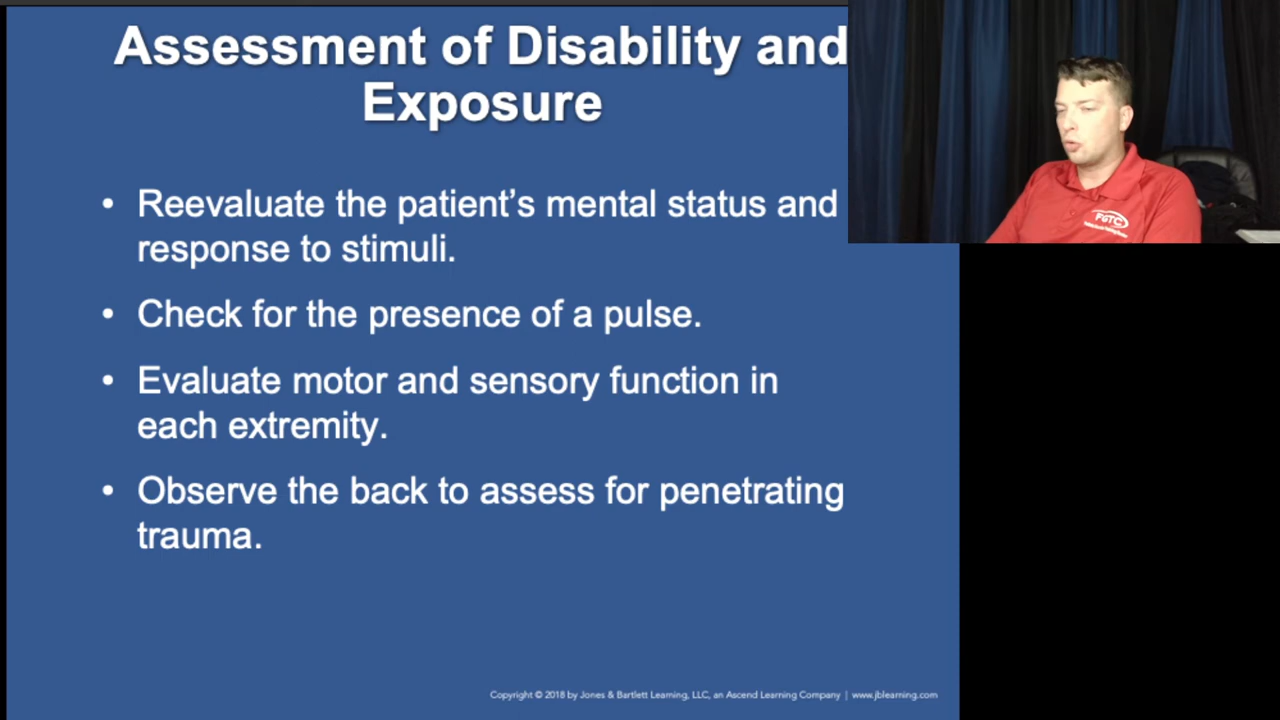 Assessment of Disability and
Exposure
• Reevaluate the patient’s mental status and
response to stimuli.
• Check for the presence of a pulse.
• Evaluate motor and sensory function in
each extremity.
• Observe the back to assess for penetrating
trauma.
Copyright © 2018 by Jones & Bartlett Learning, LLC, an Ascend Learning Company | www.jblearning.com